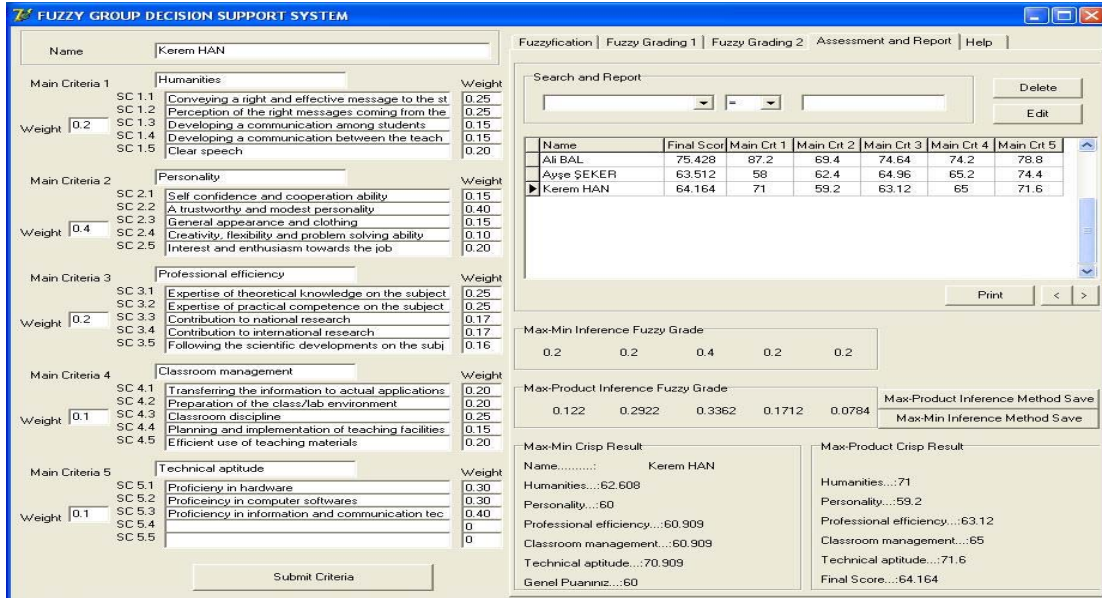 FUZZY GROUP DECISION SUPPORT SYSTEM
Name Kerem HAN
Main Criteria 1 Humanities Weight
SC 1.1 Conveying a right and effective message to the st 0.25
SC 1.2 Perception of the right messages coming from the 0.25
Weight 0.2 SC 1.3 Developing a communication among students 0.15
SC 1.4 Developing a communication between the teach 0.15
SC 1.5 Clear speech 0.20
Main Criteria 2 Personality Weight
SC 2.1 Self confidence and cooperation ability 0.15
SC 2.2 A trustworthy and modest personality 0.40
SC 2.3 General appearance and clothing 0.15
Weight 0.4 SC 2.4 Creativity, flexibility and problem solving ability 0.10
SC 2.5 Interest and enthusiasm towards the job 0.20
Main Criteria 3 Professional efficiency Weight
SC 3.1 Expertise of theoretical knowledge on the subject 0.25
SC 3.2 Expertise of practical competence on the subject 0.25
Weight 0.2 SC 3.3 Contribution to national research 0.17
SC 3.4 Contribution to international research 0.17
SC 3.5 Following the scientific developments on the subj 0.16
Main Criteria 4 Classroom management Weight
SC 4.1 Transferring the information to actual applications 0.20
SC 4.2 Preparation of the class/lab environment 0.20
Weight 0.1 SC 4.3 Classroom discipline 0.25
SC 4.4 Planning and implementation of teaching facilities 0.15
SC 4.5 Efficient use of teaching materials 0.20
Main Criteria 5 Technical aptitude Weight
SC 5.1 Proficieny in hardware 0.30
SC 5.2 Proficeincy in computer softwares 0.30
Weight 0.1 SC 5.3 Proficiency in information and communication tec 0.40
SC 5.4 0
SC 5.5 0
Submit Criteria
Fuzzyfication Fuzzy Grading 1 Fuzzy Grading 2 Assessment and Report Help
Search and Report
=
Delete
Edit
Name Final Scor Main Crt 1 Main Crt 2 Main Crt 3 Main Crt 4 Main Crt 5
Ali BAL 75.428 87.2 69.4 74.64 74.2 78.8
Ayşe ŞEKER 63.512 58 62.4 64.96 65.2 74.4
Kerem HAN 64.164 71 59.2 63.12 65 71.6
Print < >
Max-Min Inference Fuzzy Grade
0.2 0.2 0.4 0.2 0.2
Max-Product Inference Fuzzy Grade
0.122 0.2922 0.3362 0.1712 0.0784
Max-Product Inference Method Save
Max-Min Inference Method Save
Max-Min Crisp Result
Name..........: Kerem HAN
Humanities...:62.608
Personality...:60
Professional efficiency...:60.909
Classroom management...:60.909
Technical aptitude...:70.909
Genel Puanınız...:60
Max-Product Crisp Result
Humanities...:71
Personality...:59.2
Professional efficiency...:63.12
Classroom management...:65
Technical aptitude...:71.6
Final Score...:64.164